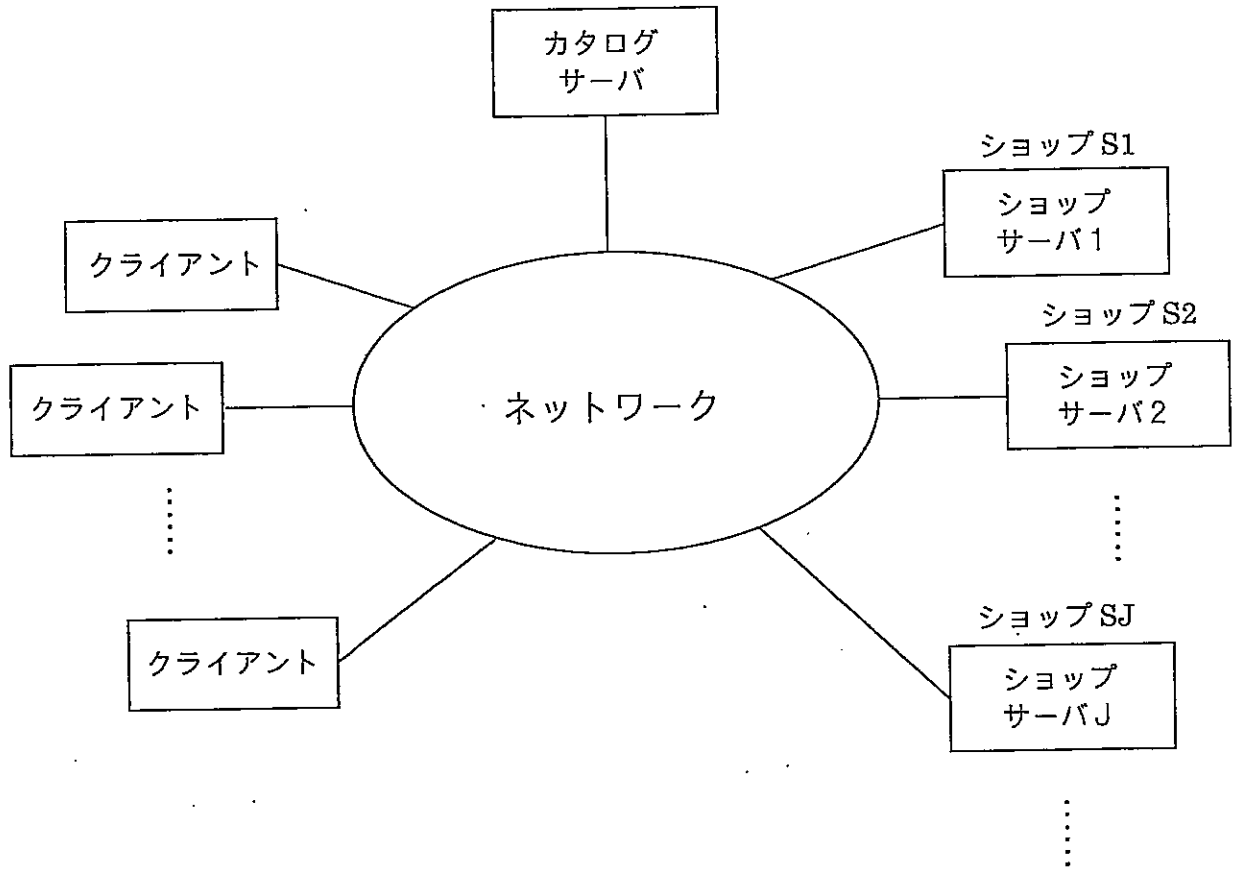 カタログ
サーバ
ショップ S1
ショップ
サーバ1
クライアント
ショップ S2
ショップ
サーバ2
クライアント
ネットワーク
ショップ SJ
ショップ
サーバJ
クライアント